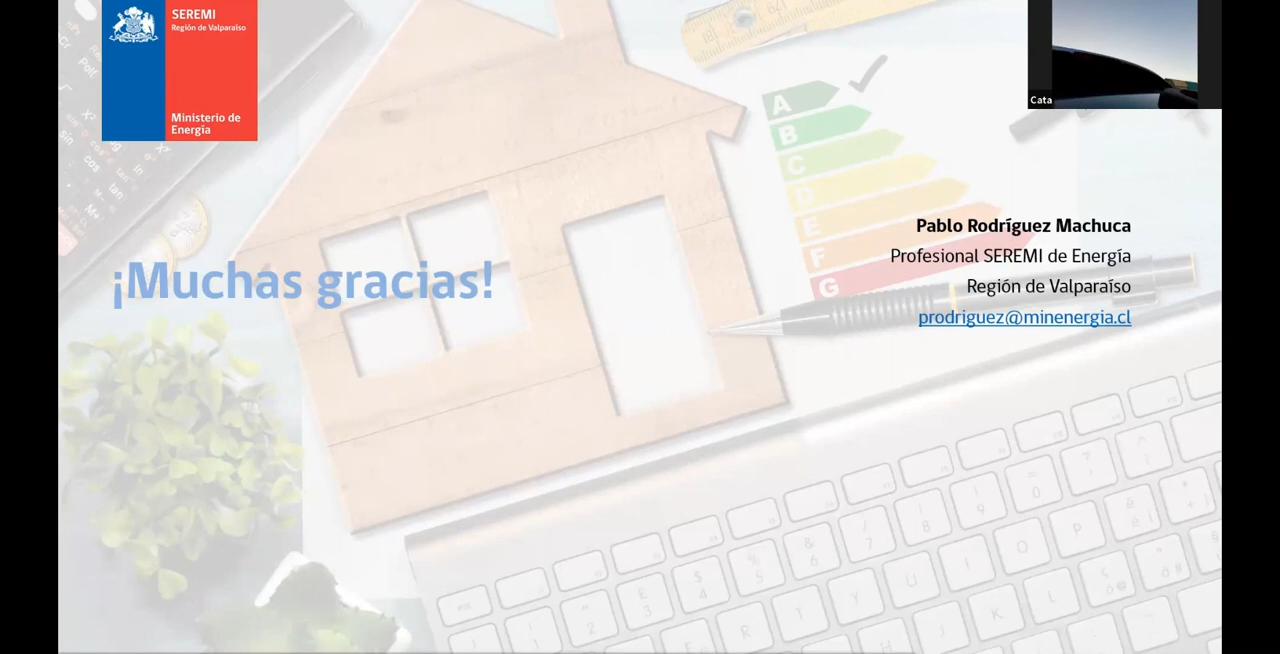 SEREMI
Región de Valparaíso
Ministerio de
Energía
Cata
A
B
C
D
E
F
G
¡Muchas gracias!
Pablo Rodríguez Machuca
Profesional SEREMI de Energía
Región de Valparaíso
prodriguez@minenergia.cl